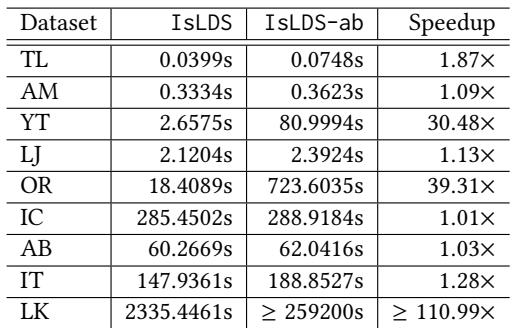 Dataset IsLDS IsLDS-ab Speedup
TL 0.0399s 0.0748s 1.87×
AM 0.3334s 0.3623s 1.09×
YT 2.6575s 80.9994s 30.48×
LJ 2.1204s 2.3924s 1.13×
OR 18.4089s 723.6035s 39.31×
IC 285.4502s 288.9184s 1.01×
AB 60.2669s 62.0416s 1.03×
IT 147.9361s 188.8527s 1.28×
LK 2335.4461s ≥ 259200s ≥ 110.99×